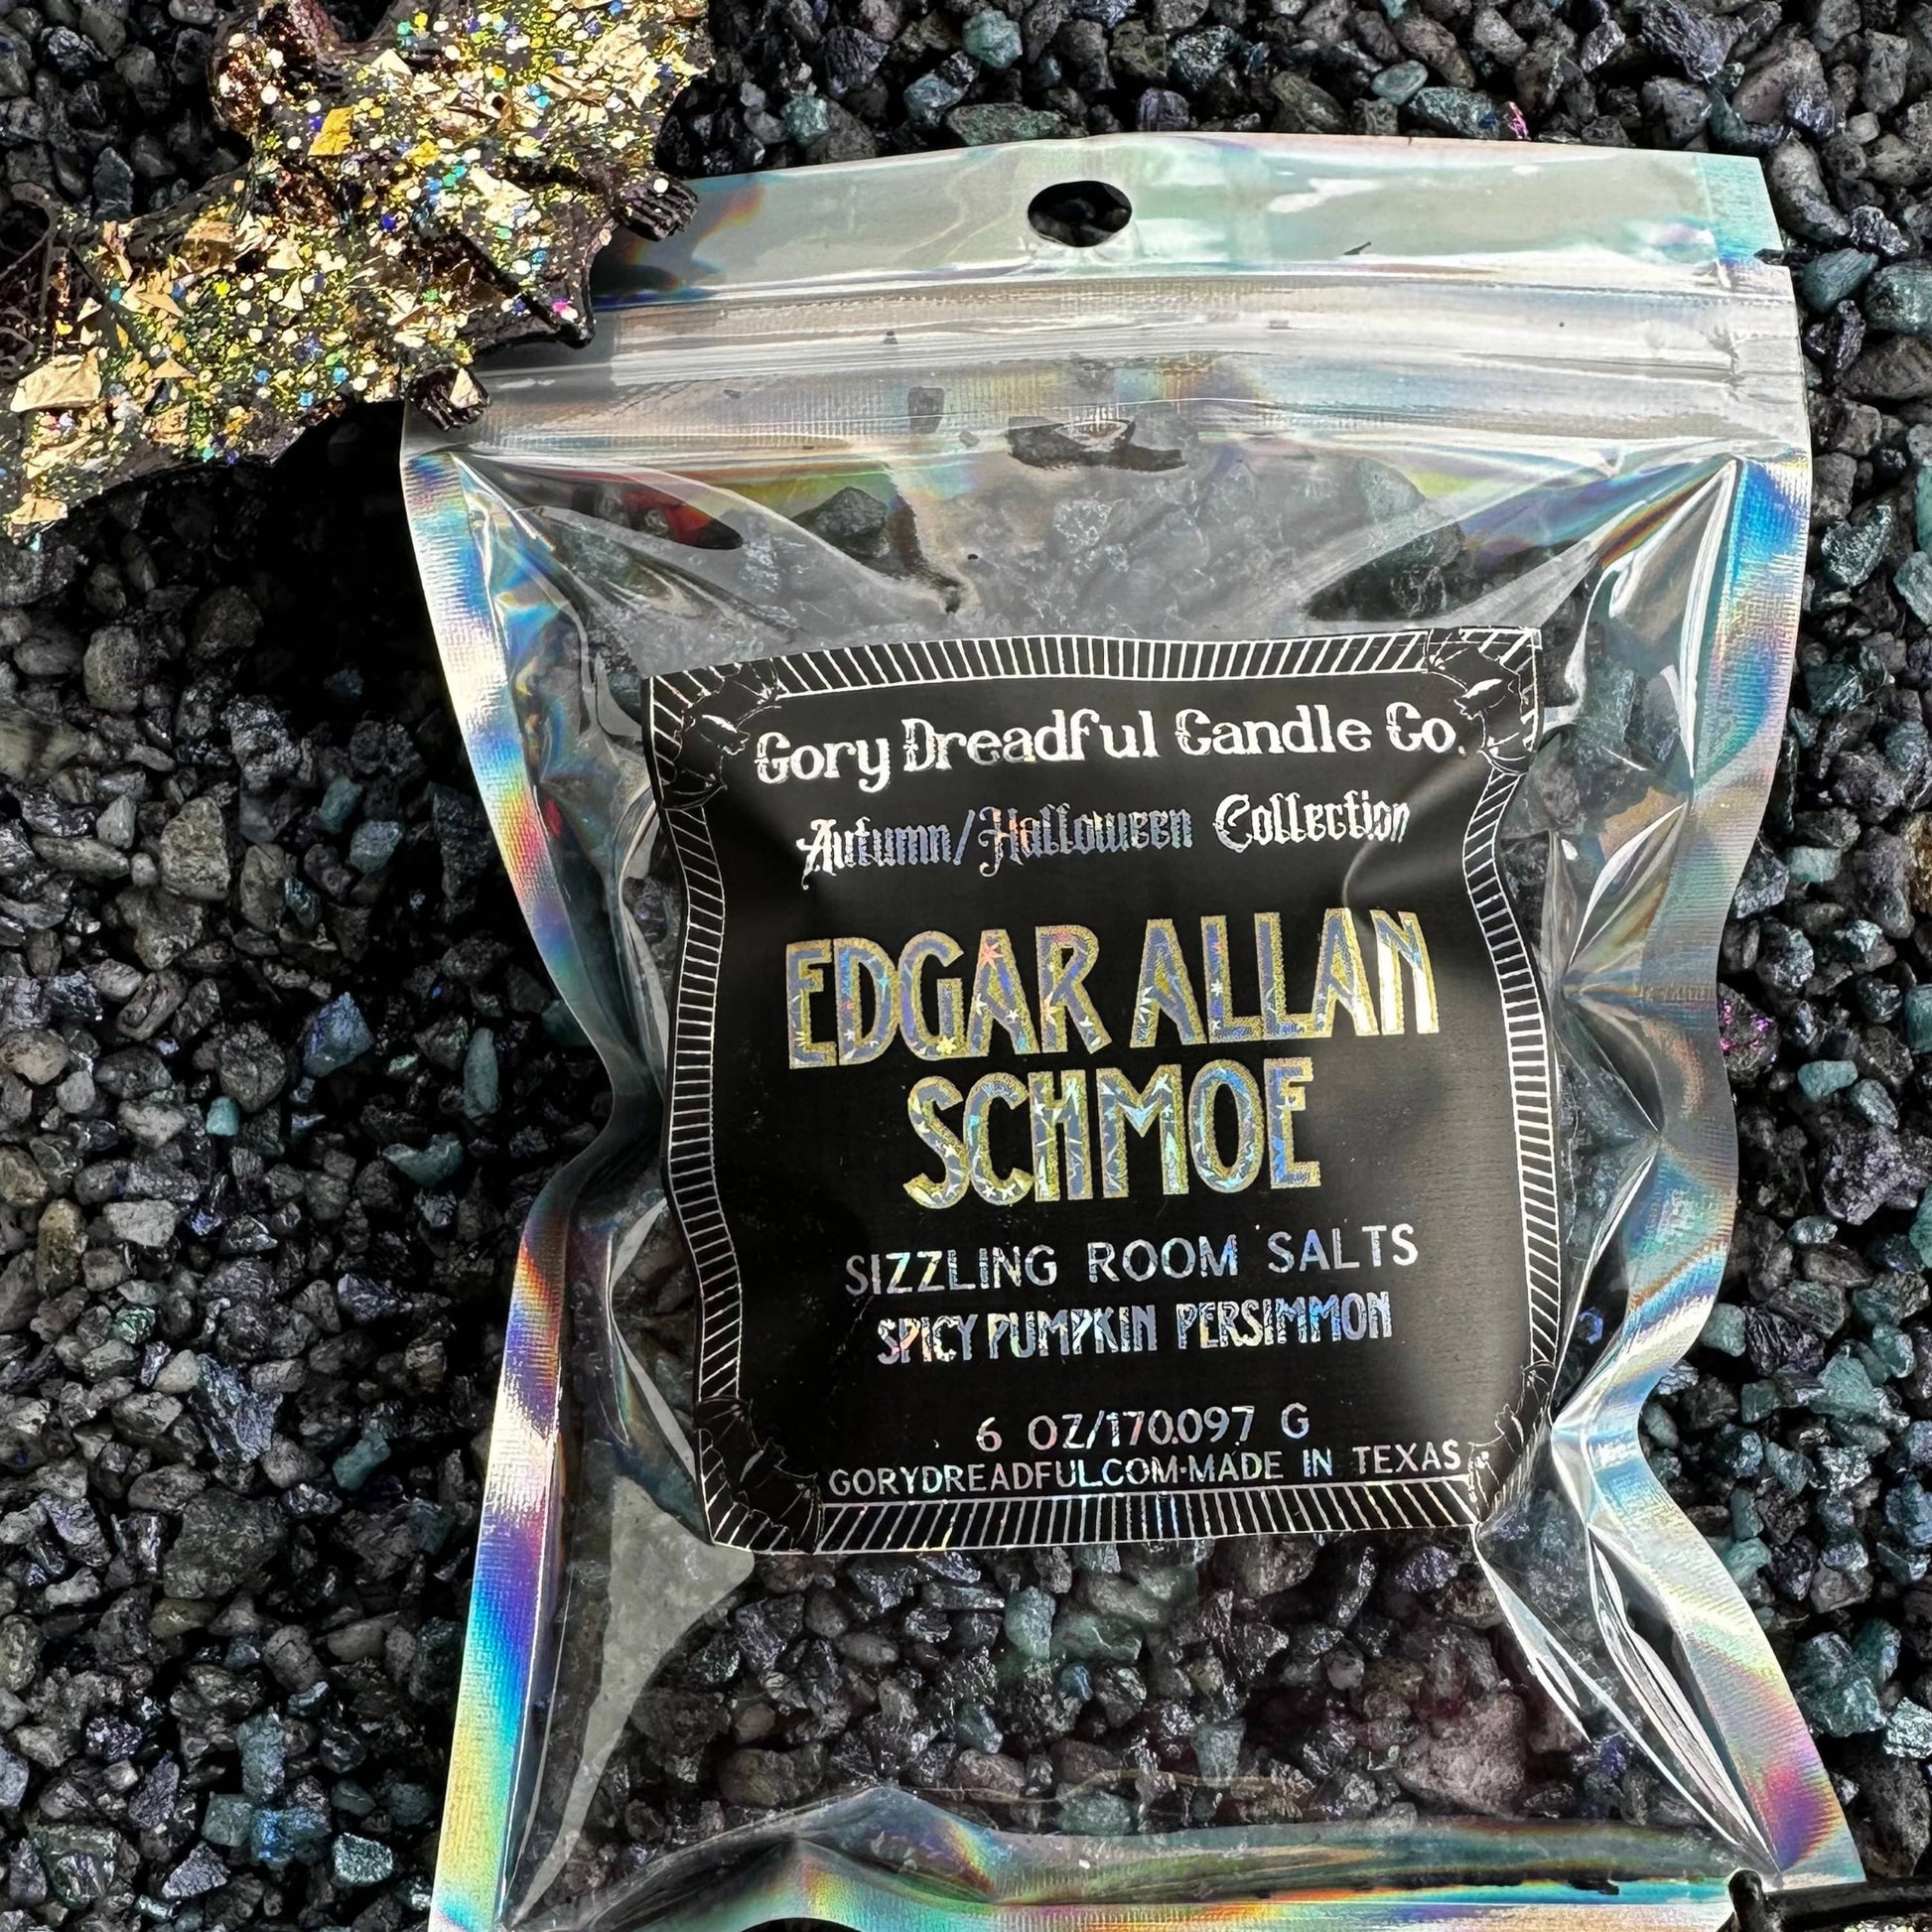 Gory Dreadful Candle Co.
Autumn/Halloween Collection
EDGAR ALLAN
SCHMOE
SIZZLING ROOM SALTS
SPICY PUMPKIN PERSIMMON
6 OZ/170.097 G
GORYDREADFUL.COM·MADE IN TEXAS